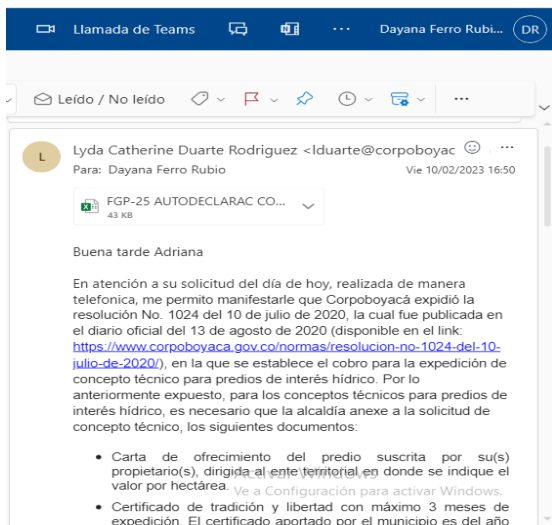 Llamada de Teams
...
Dayana Ferro Rubi...
DR
Leído / No leído
...
L
Lyda Catherine Duarte Rodriguez <lduarte@corpoboyac
...
Para: Dayana Ferro Rubio
Vie 10/02/2023 16:50
FGP-25 AUTODECLARAC CO...
43 KB
Buena tarde Adriana
En atención a su solicitud del día de hoy, realizada de manera
telefonica, me permito manifestarle que Corpoboyacá expidió la
resolución No. 1024 del 10 de julio de 2020, la cual fue publicada en
el diario oficial del 13 de agosto de 2020 (disponible en el link:
https://www.corpoboyaca.gov.co/normas/resolucion-no-1024-del-10-
julio-de-2020/), en la que se establece el cobro para la expedición de
concepto técnico para predios de interés hídrico. Por lo
anteriormente expuesto, para los conceptos técnicos para predios de
interés hídrico, es necesario que la alcaldía anexe a la solicitud de
concepto técnico, los siguientes documentos:
• Carta de ofrecimiento del predio suscrita por su(s)
propietario(s), dirigida al ente territorial en donde se indique el
Activar Windows
valor por hectárea.
Ve a Configuración para activar Windows.
• Certificado de tradición y libertad con máximo 3 meses de
expedición. El certificado aportado por el municipio es del año